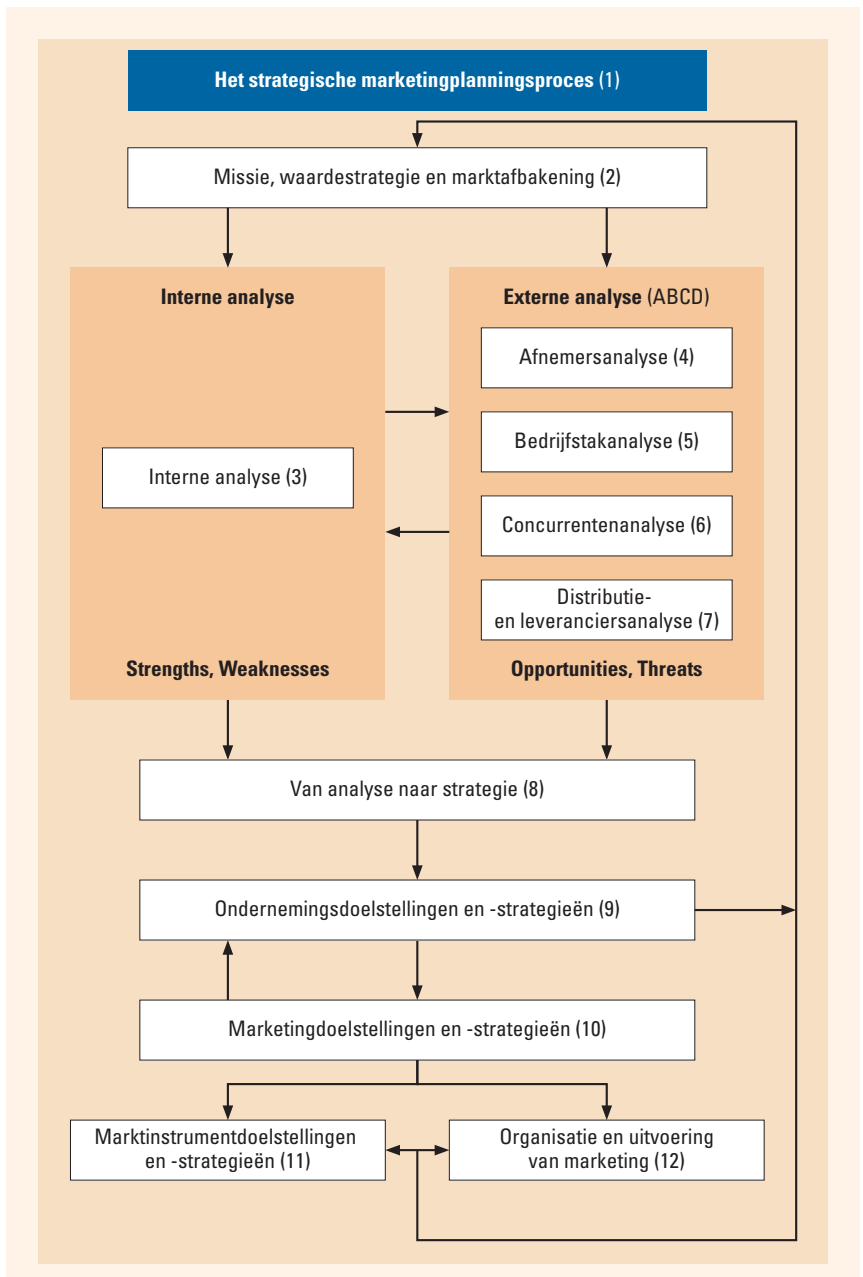 Het strategische marketingplanningsproces (1)
Missie, waardestrategie en marktafbakening (2)
Interne analyse
Interne analyse (3)
Strengths, Weaknesses
Externe analyse (ABCD)
Afnemersanalyse (4)
Bedrijfstakanalyse (5)
Concurrentenanalyse (6)
Distributie-
en leveranciersanalyse (7)
Opportunities, Threats
Van analyse naar strategie (8)
Ondernemingsdoelstellingen en -strategieën (9)
Marketingdoelstellingen en -strategieën (10)
Marktinstrumentdoelstellingen
en -strategieën (11)
Organisatie en uitvoering
van marketing (12)